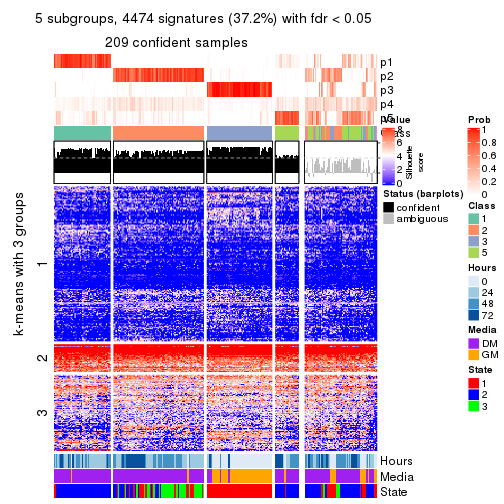 5 subgroups, 4474 signatures (37.2%) with fdr < 0.05
209 confident samples
p1
p2
p3
p4
p5
Class
Value
8
6
4
2
0
Silhouette
score
Status (barplots)
confident
ambiguous
Prob
1
0.8
0.6
0.4
0.2
0
Class
1
2
3
5
Hours
0
24
48
72
Media
DM
GM
State
1
2
3
k-means with 3 groups
1
2
3
Hours
Media
State